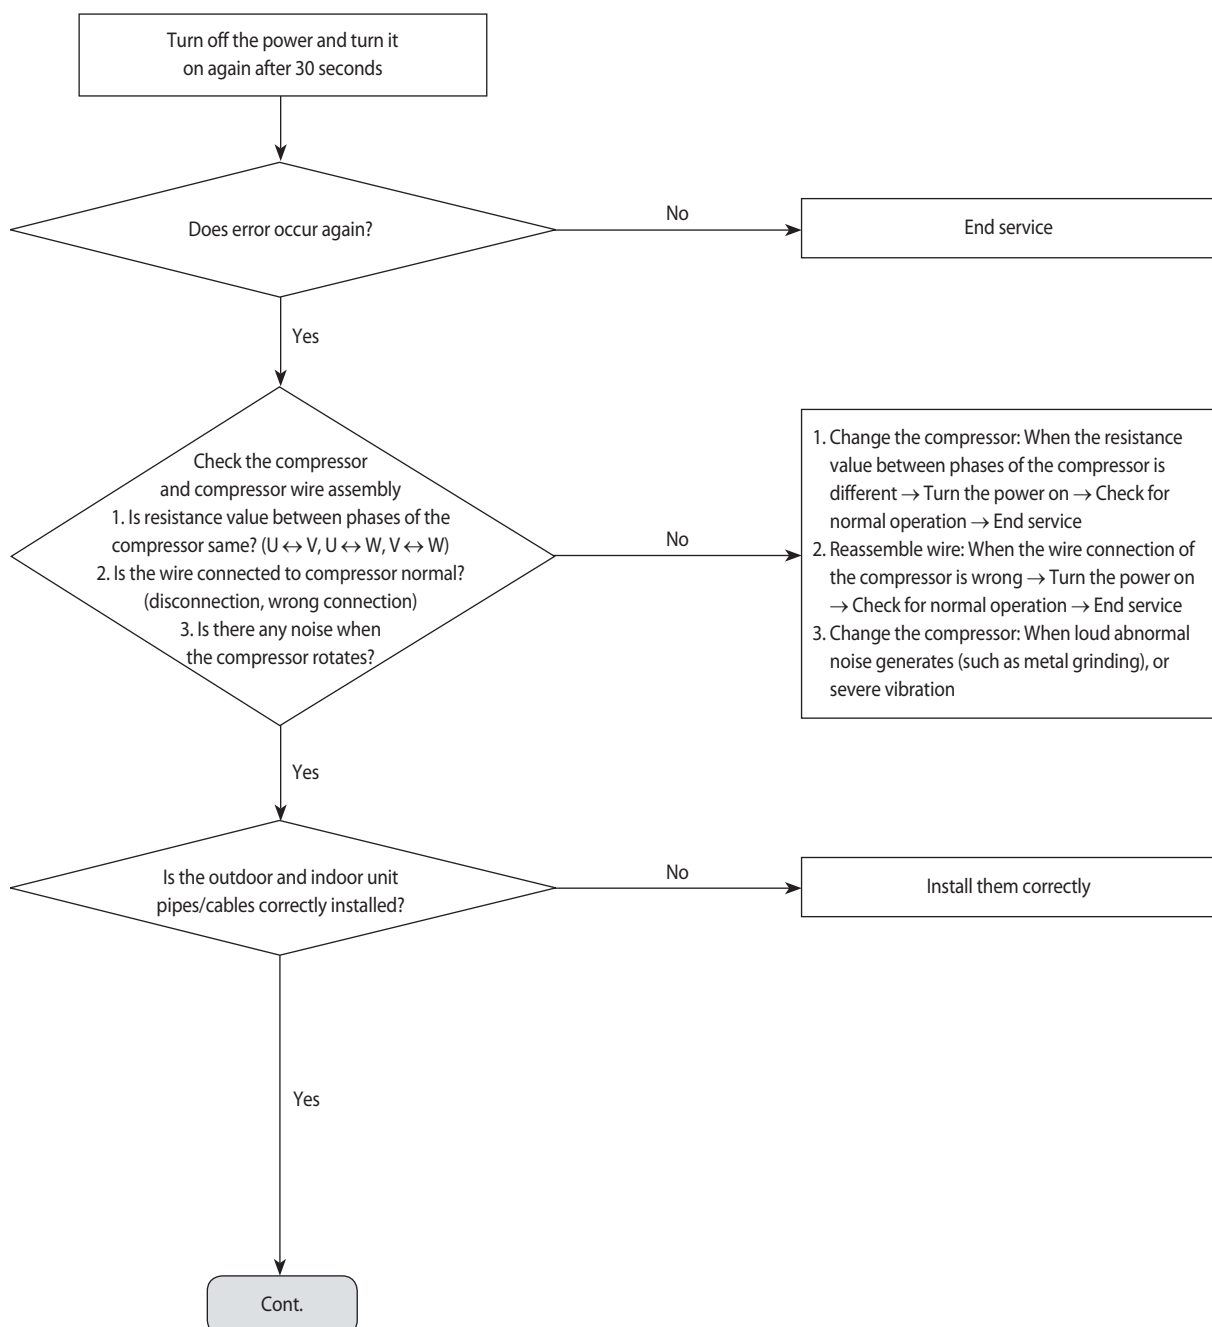 Turn off the power and turn it
on again after 30 seconds
Does error occur again?
No
End service
Yes
Check the compressor
and compressor wire assembly
1. Is resistance value between phases of the
compressor same? (U ↔ V, U ↔ W, V ↔ W)
2. Is the wire connected to compressor normal?
(disconnection, wrong connection)
3. Is there any noise when
the compressor rotates?
No
1. Change the compressor: When the resistance
value between phases of the compressor is
different → Turn the power on → Check for
normal operation → End service
2. Reassemble wire: When the wire connection of
the compressor is wrong → Turn the power on
→ Check for normal operation → End service
3. Change the compressor: When loud abnormal
noise generates (such as metal grinding), or
severe vibration
Yes
Is the outdoor and indoor unit
pipes/cables correctly installed?
No
Install them correctly
Yes
Cont.